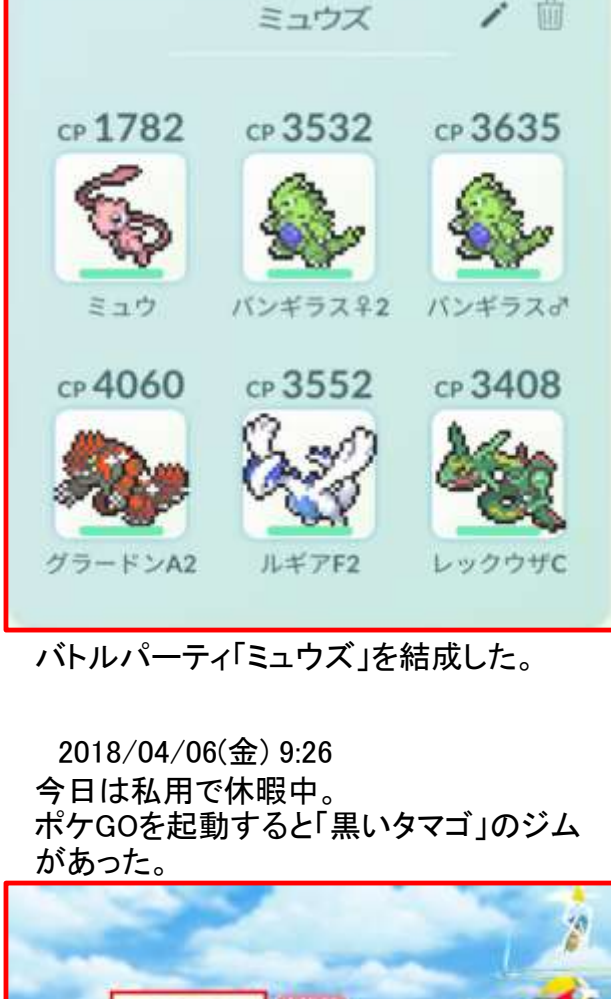 ミュウズ
CP 1782 CP 3532 CP 3635
ミュウ バンギラス♀2 バンギラス♂
CP 4060 CP 3552 CP 3408
グラードンA2 ルギアF2 レックウザC
バトルパーティ「ミュウズ」を結成した。
2018/04/06(金) 9:26
今日は私用で休暇中。
ポケGOを起動すると「黒いタマゴ」のジム
があった。